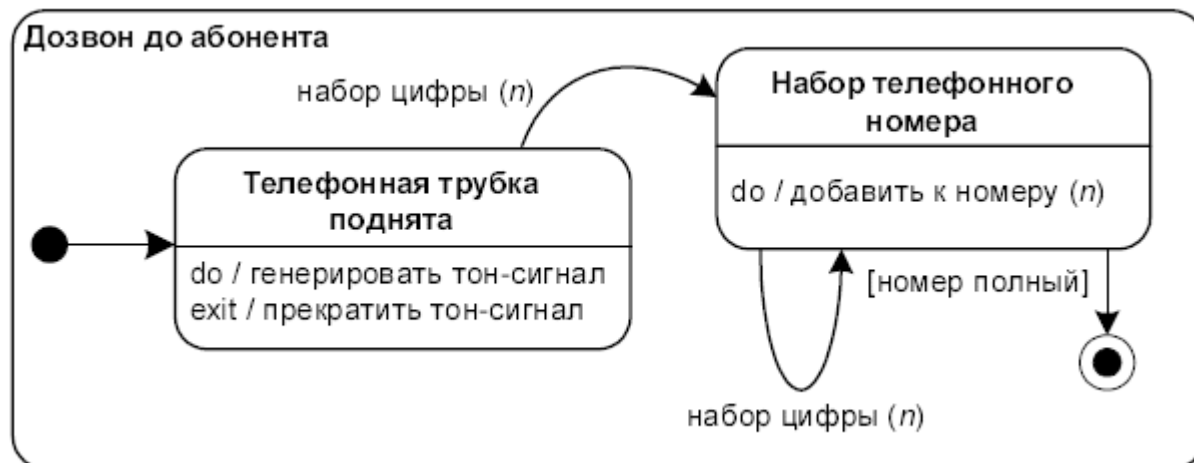 Дозвон до абонента
набор цифры (n)
Набор телефонного
номера
do / добавить к номеру (n)
Телефонная трубка
поднята
do / генерировать тон-сигнал
exit / прекратить тон-сигнал
[номер полный]
набор цифры (n)